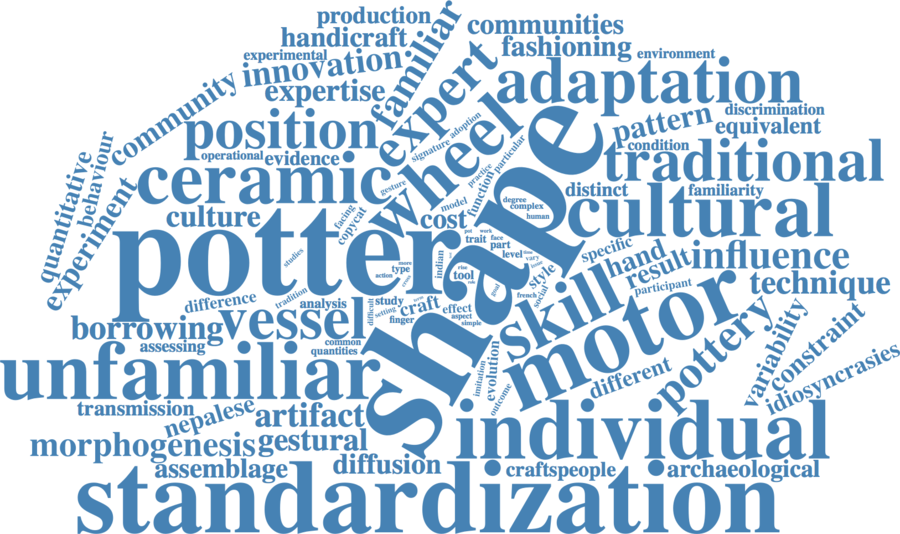 production
handicraft
experimental
innovation
expertise
familiar
communities
fashioning
environment
expert
adaptation
community
position
operational
evidence
signature
adoption
wheel
pattern
discrimination
equivalent
condition
traditional
quantitative
behaviour
experiment
ceramic
culture
gesture
practice
particular
function
model
degree
complex
human
distinct
familiarity
cultural
facing
copycat
cost
potter
shape
trait
part
level
face
pot
work
vary
indian
tool
type
more
action
studies
specific
hand
result
influence
style
social
french
goal
participant
technique
difference
tradition
analysis
study
setting
difficult
craft
finger
effect
aspect
simple
skill
motor
borrowing
vessel
assessing
common
quantities
evolution
imitation
outcome
different
pottery
variability
constraint
idiosyncrasies
unfamiliar
transmission
nepalese
artifact
individual
morphogenesis
gestural
assemblage
diffusion
craftspeople
archaeological
standardization